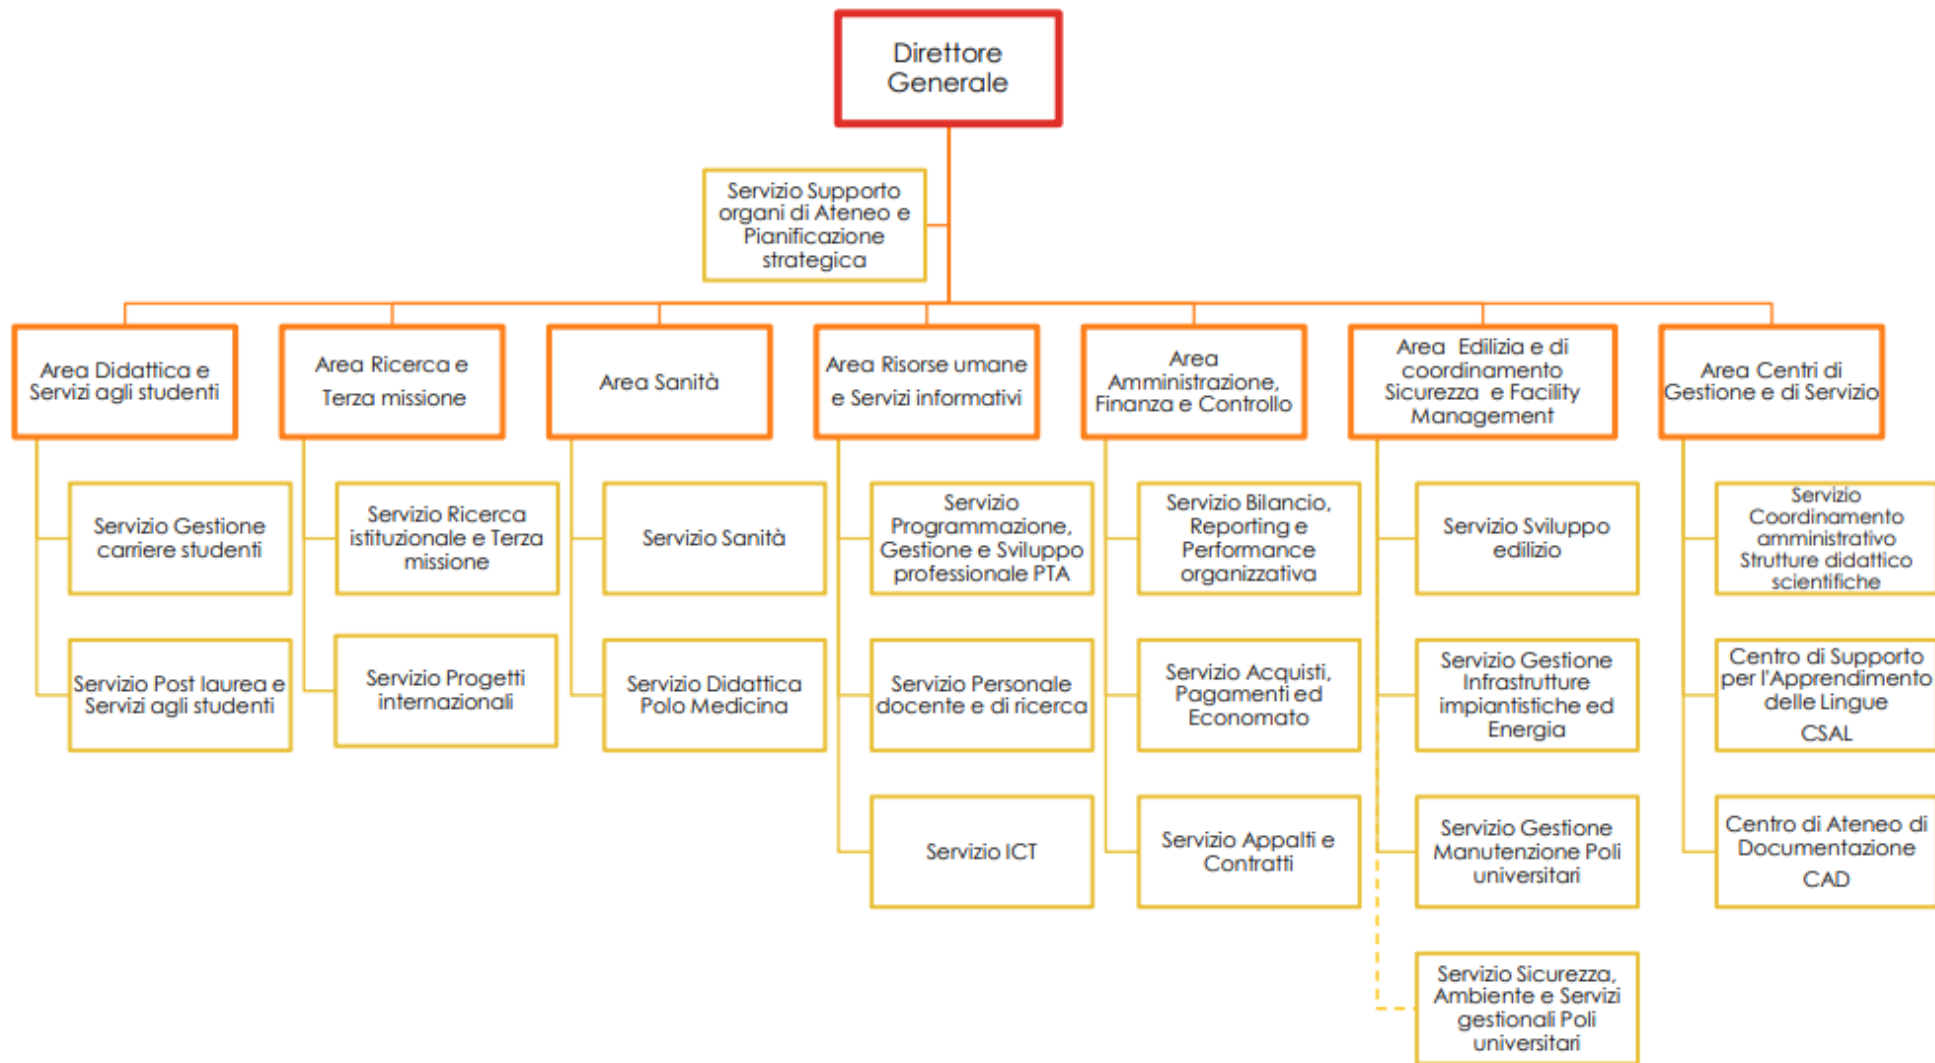 Direttore
Generale
Servizio Supporto
organi di Ateneo e
Pianificazione
strategica
Area Didattica e
Servizi agli studenti
Area Ricerca e
Terza missione
Area Sanità
Area Risorse umane
e Servizi informativi
Area
Amministrazione,
Finanza e Controllo
Area Edilizia e di
coordinamento
Sicurezza e Facility
Management
Area Centri di
Gestione e di Servizio
Servizio Gestione
carriere studenti
Servizio Ricerca
istituzionale e Terza
missione
Servizio Sanità
Servizio
Programmazione,
Gestione e Sviluppo
professionale PTA
Servizio Bilancio,
Reporting e
Performance
organizzativa
Servizio Sviluppo
edilizio
Servizio
Coordinamento
amministrativo
Strutture didattico
scientifiche
Servizio Post laurea e
Servizi agli studenti
Servizio Progetti
internazionali
Servizio Didattica
Polo Medicina
Servizio Personale
docente e di ricerca
Servizio Acquisti,
Pagamenti ed
Economato
Servizio Gestione
Infrastrutture
impiantistiche ed
Energia
Centro di Supporto
per l'Apprendimento
delle Lingue
CSAL
Servizio ICT
Servizio Appalti e
Contratti
Servizio Gestione
Manutenzione Poli
universitari
Centro di Ateneo di
Documentazione
CAD
Servizio Sicurezza,
Ambiente e Servizi
gestionali Poli
universitari